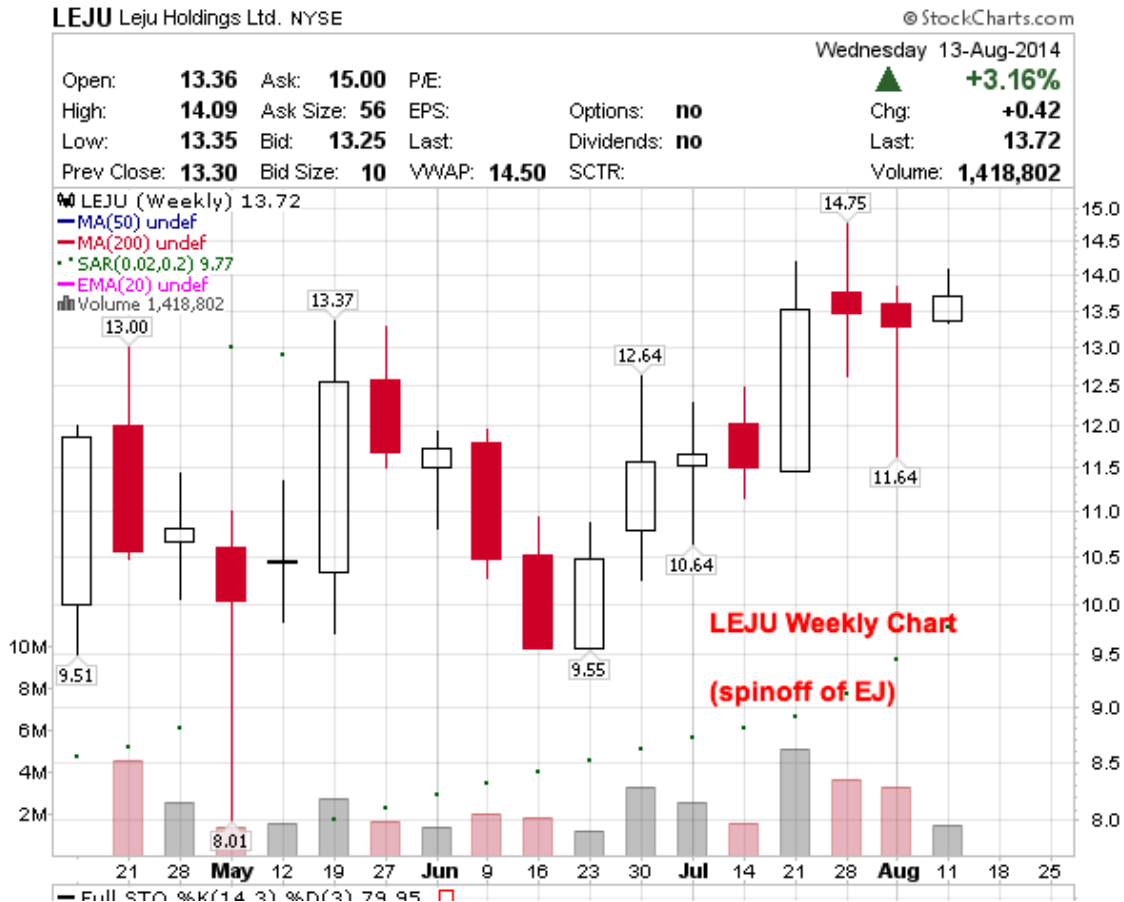 LEJU Leju Holdings Ltd. NYSE © StockCharts.com
Wednesday 13-Aug-2014
Open: 13.36 Ask: 15.00 P/E: +3.16%
High: 14.09 Ask Size: 56 EPS: Options: no Chg: +0.42
Low: 13.35 Bid: 13.25 Last: Dividends: no Last: 13.72
Prev Close: 13.30 Bid Size: 10 VWAP: 14.50 SCTR: Volume: 1,418,802
LEJU (Weekly) 13.72
MA(50) undef
MA(200) undef
SAR(0.02,0.2) 9.77
EMA(20) undef
Volume 1,418,802
14.75
13.37
13.00
12.64
11.64
10.64
9.51
9.55
8.01
15.0
14.5
14.0
13.5
13.0
12.5
12.0
11.5
11.0
10.5
10.0
9.5
9.0
8.5
8.0
10M
8M
6M
4M
2M
LEJU Weekly Chart
(spinoff of EJ)
21 28 May 12 19 27 Jun 9 16 23 30 Jul 14 21 28 Aug 11 18 25
Full STO %K(14,3) %D(3) 79.95